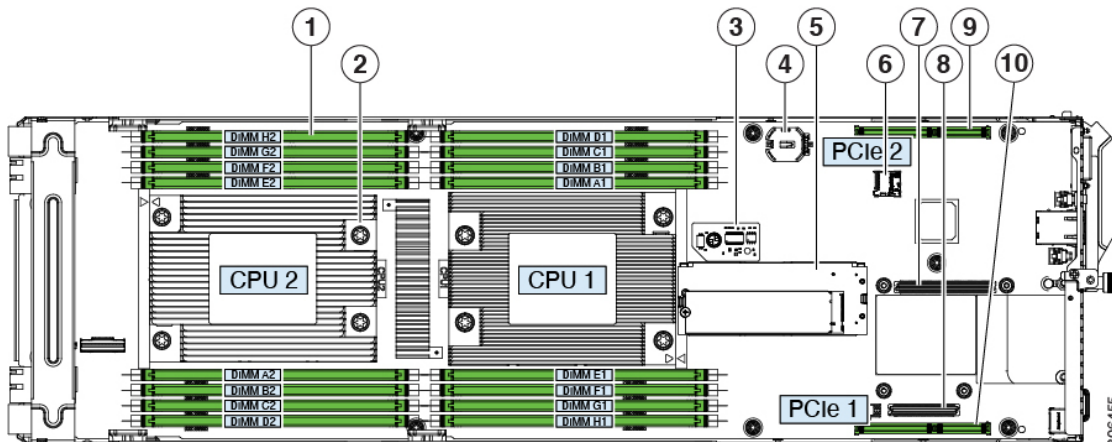 1
2
3
4
5
6
7
8
9
10
DIMM H2
DIMM G2
DIMM F2
DIMM E2
DIMM D1
DIMM C1
DIMM B1
DIMM A1
PCIe 2
CPU 2
CPU2
CPU 1
DIMM A2
DIMM B2
DIMM C2
DIMM D2
DIMM E1
DIMM F1
DIMM G1
DIMM H1
PCIe 1